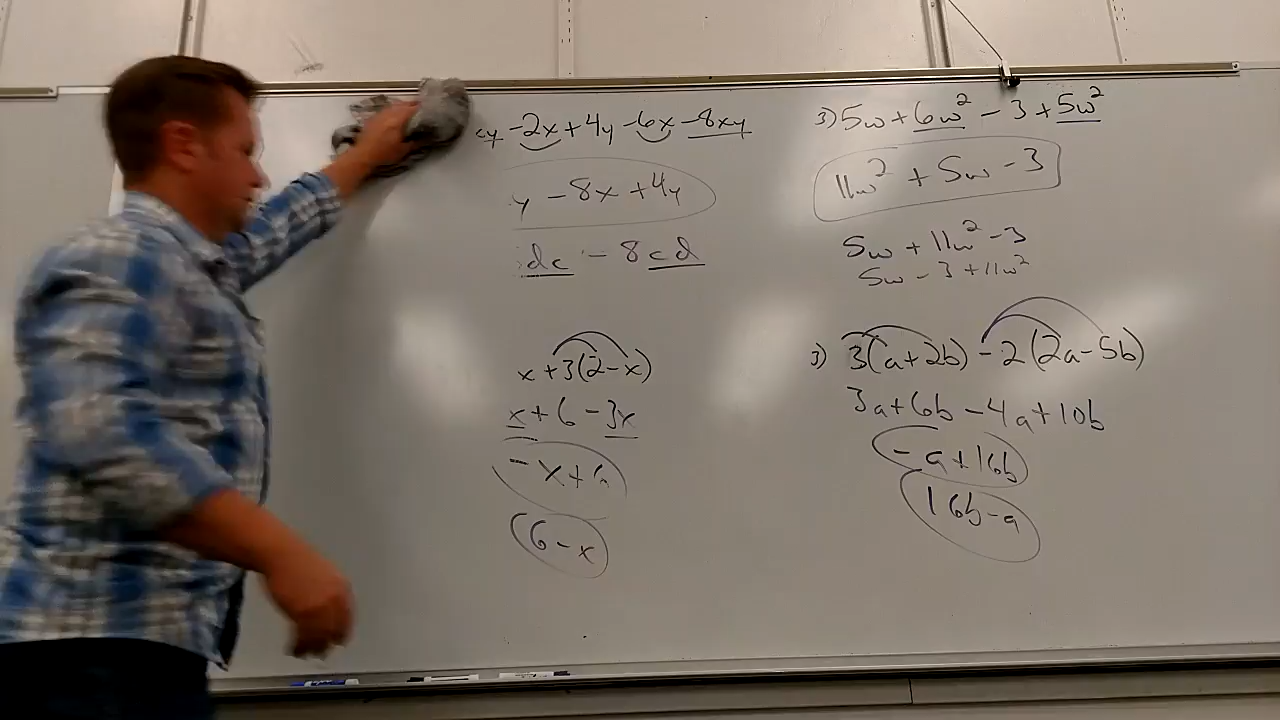 xy -2x+4y -6x -8xy
y -8x +4y
dc - 8cd
x+3(2-x)
x+6-3x
-x+6
6-x
3) 5w+6w² -3+5w²
11w² + 5w -3
5w + 11w² -3
5w -3 +11w²
3) 3(a+2b) -2(2a-5b)
3a+6b -4a+10b
-a+16b
16b-a